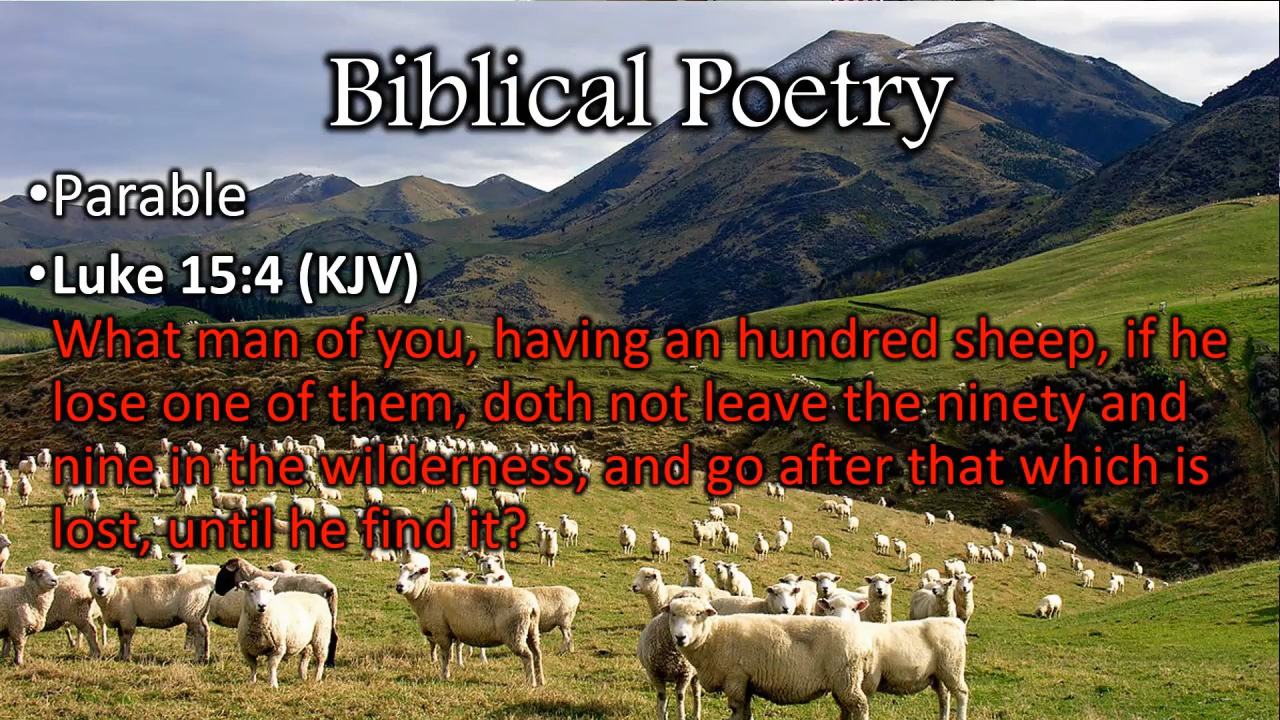 Biblical Poetry
•Parable
•Luke 15:4 (KJV)
What man of you, having an hundred sheep, if he
lose one of them, doth not leave the ninety and
nine in the wilderness, and go after that which is
lost, until he find it?